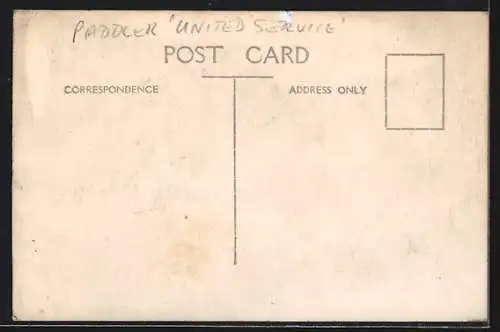 PADDLER 'UNITED SERVICE'
POST CARD
CORRESPONDENCE
ADDRESS ONLY